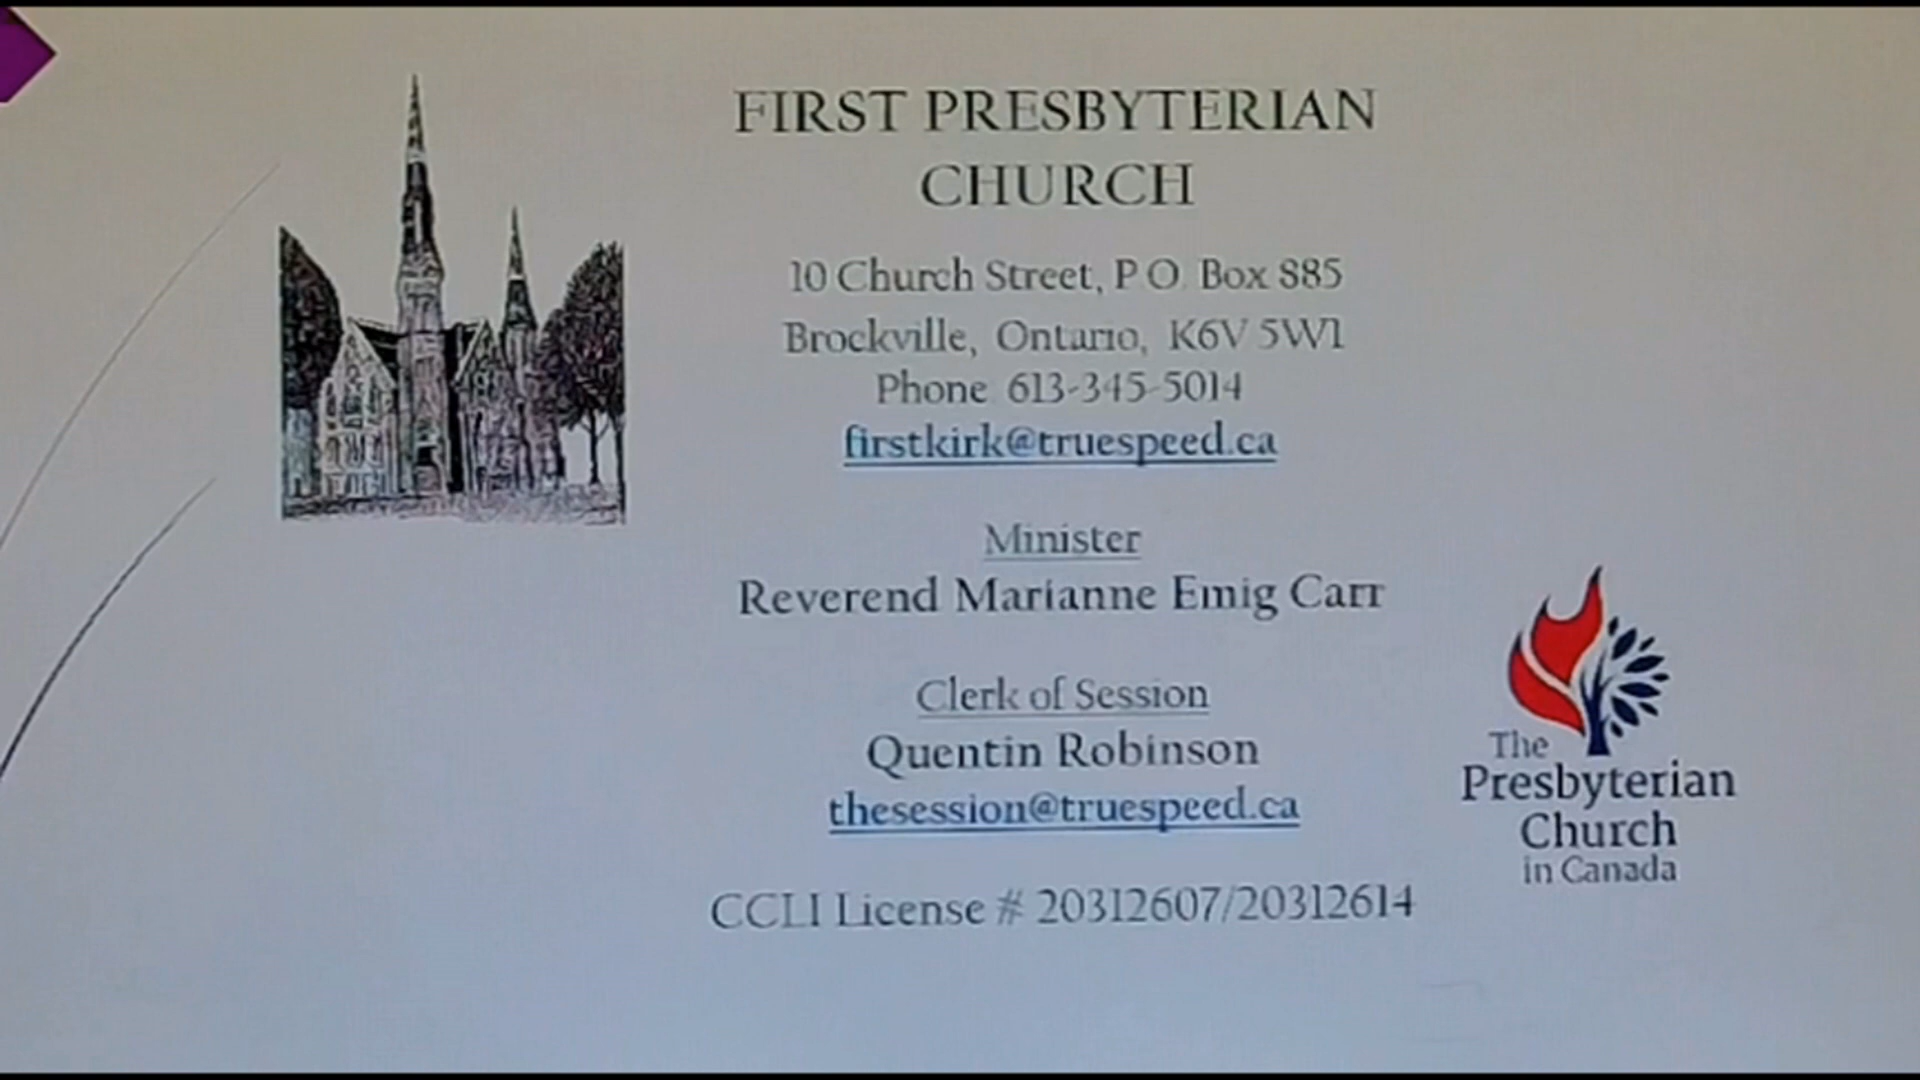 FIRST PRESBYTERIAN
CHURCH
10 Church Street, P O Box 885
Brockville, Ontario, K6V 5W1
Phone 613-345-5014
firstkirk@truespeed.ca
Minister
Reverend Marianne Emig Carr
Clerk of Session
Quentin Robinson
thesession@truespeed.ca
CCLI License # 20312607/20312614
The
Presbyterian
Church
in Canada